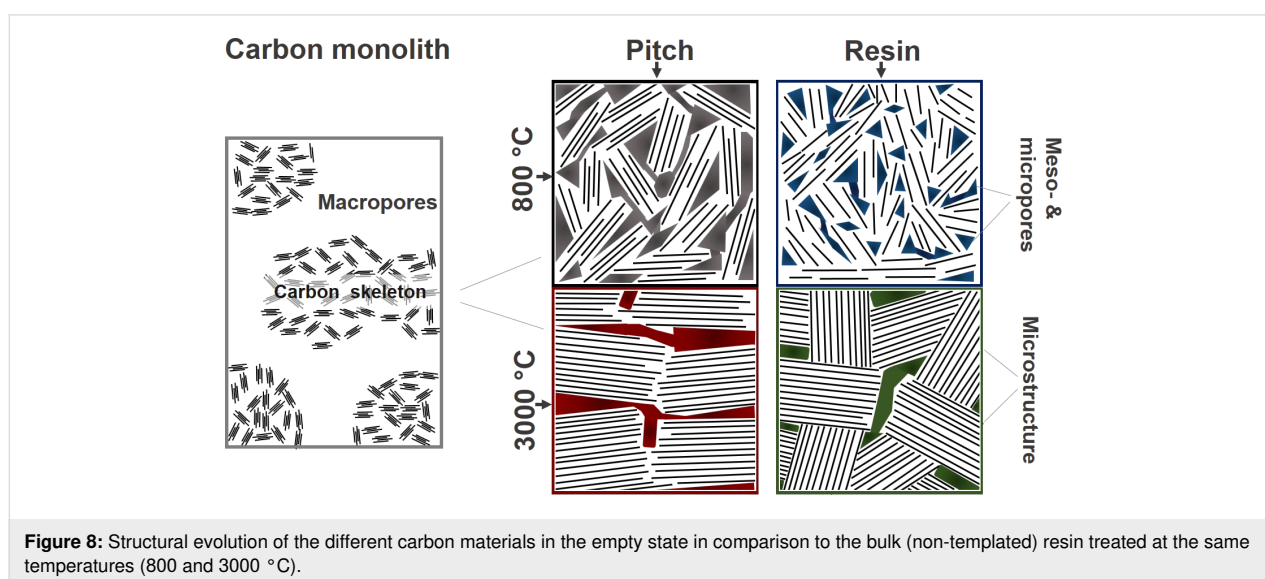 Carbon monolith
Pitch
Resin
Macropores
Carbon skeleton
800 °C
3000 °C
Meso- &
micropores
Microstructure
Figure 8: Structural evolution of the different carbon materials in the empty state in comparison to the bulk (non-templated) resin treated at the same
temperatures (800 and 3000 °C).